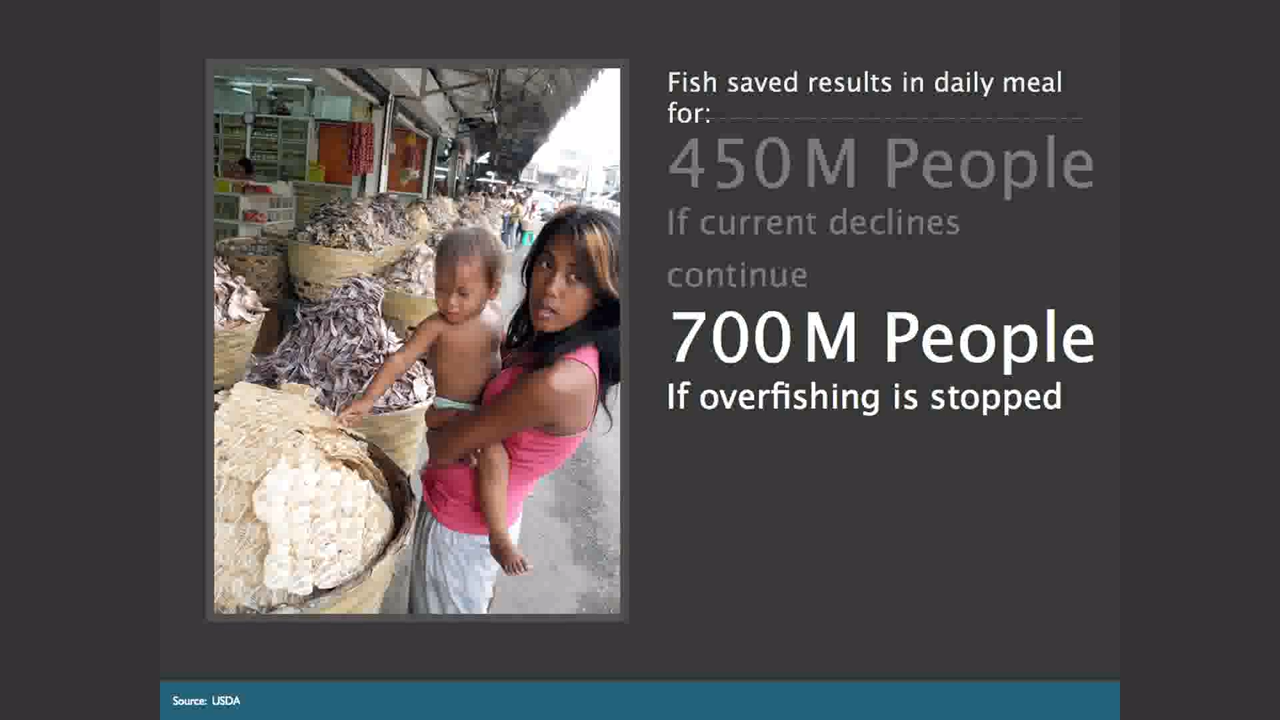 Fish saved results in daily meal
for:
450M People
If current declines
continue
700M People
If overfishing is stopped
Source: USDA